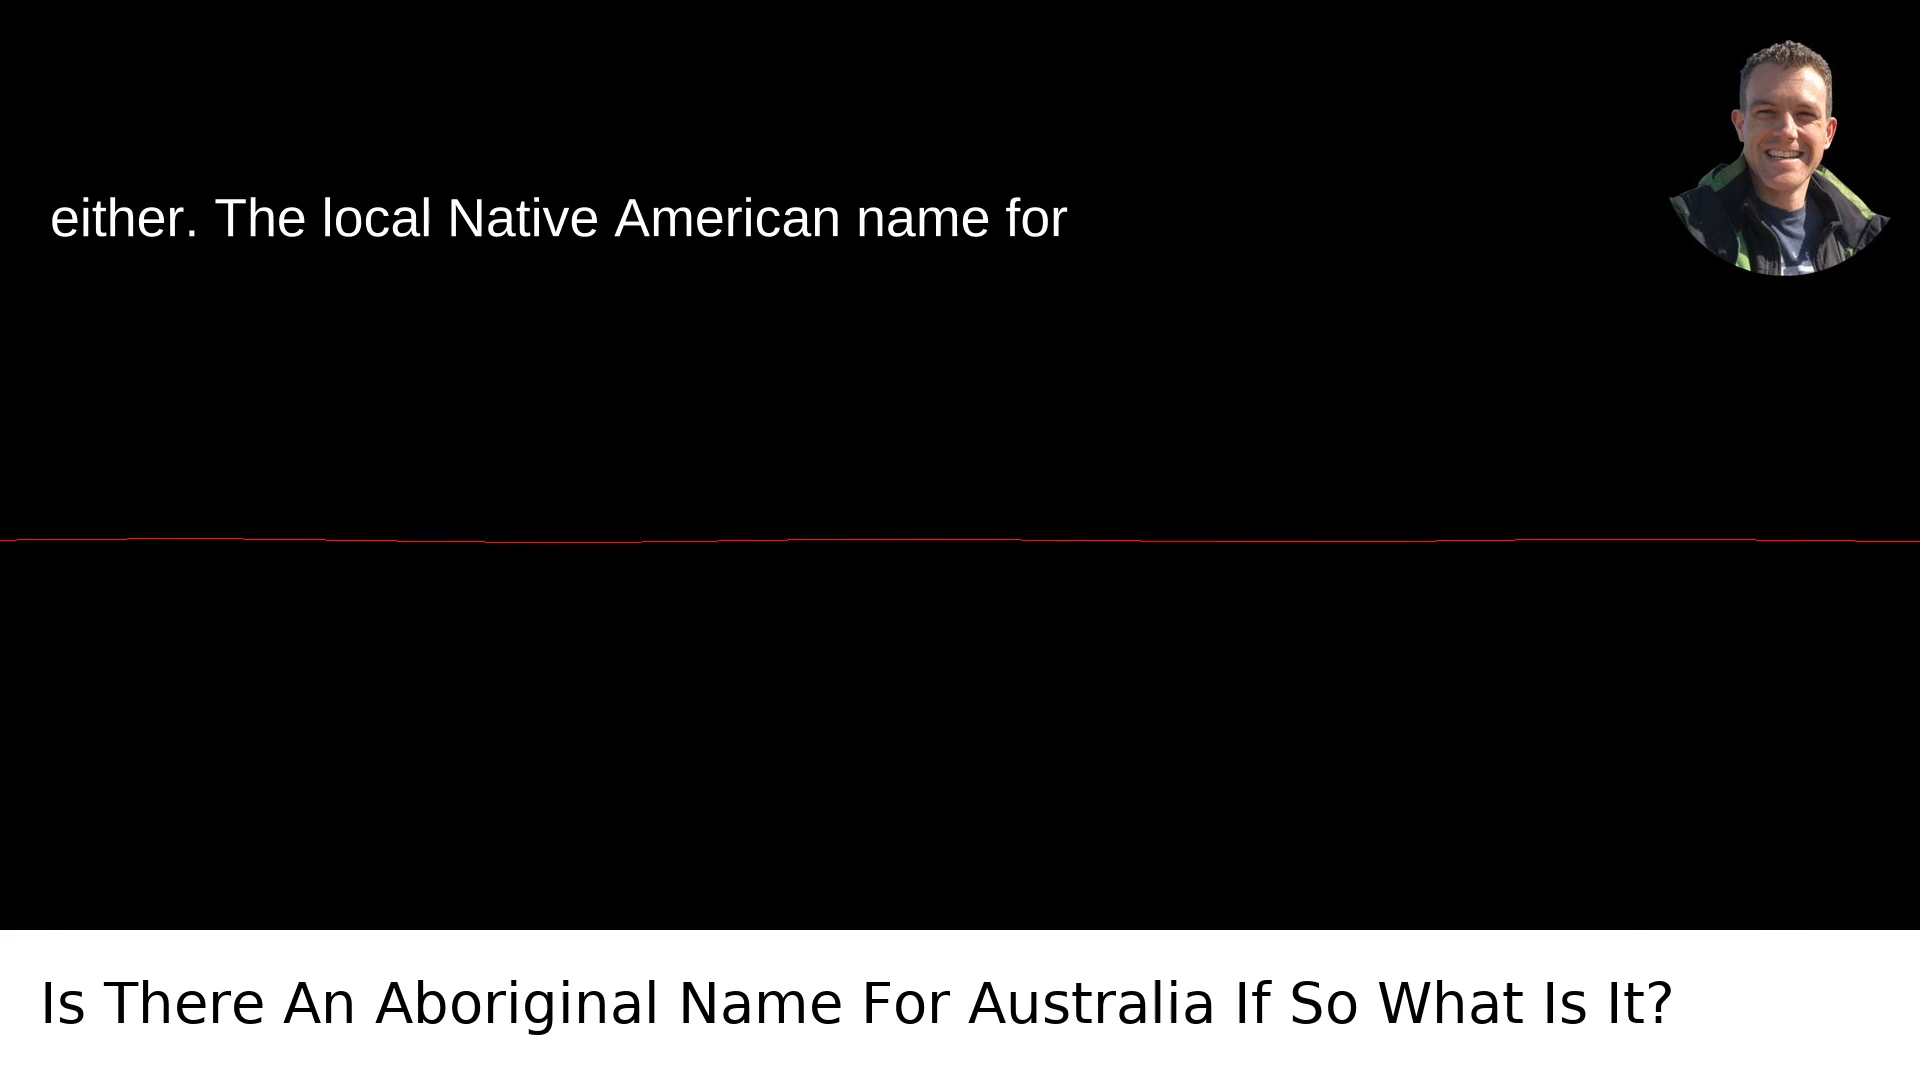 either. The local Native American name for
Is There An Aboriginal Name For Australia If So What Is It?